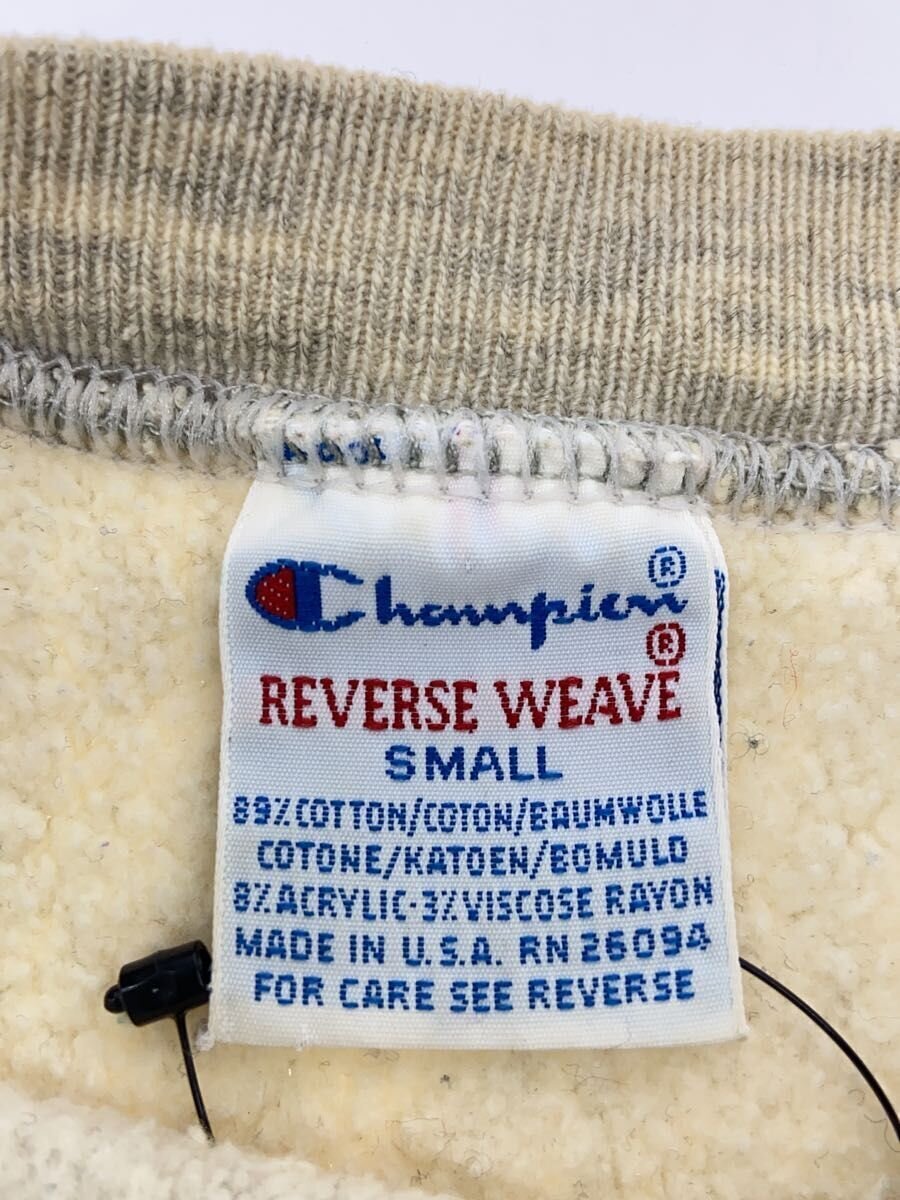 Champion®
REVERSE WEAVE®
SMALL
89% COTTON/COTON/BAUMWOLLE
COTONE/KATOEN/BOMULD
8% ACRYLIC-3% VISCOSE RAYON
MADE IN U.S.A. RN 26094
FOR CARE SEE REVERSE